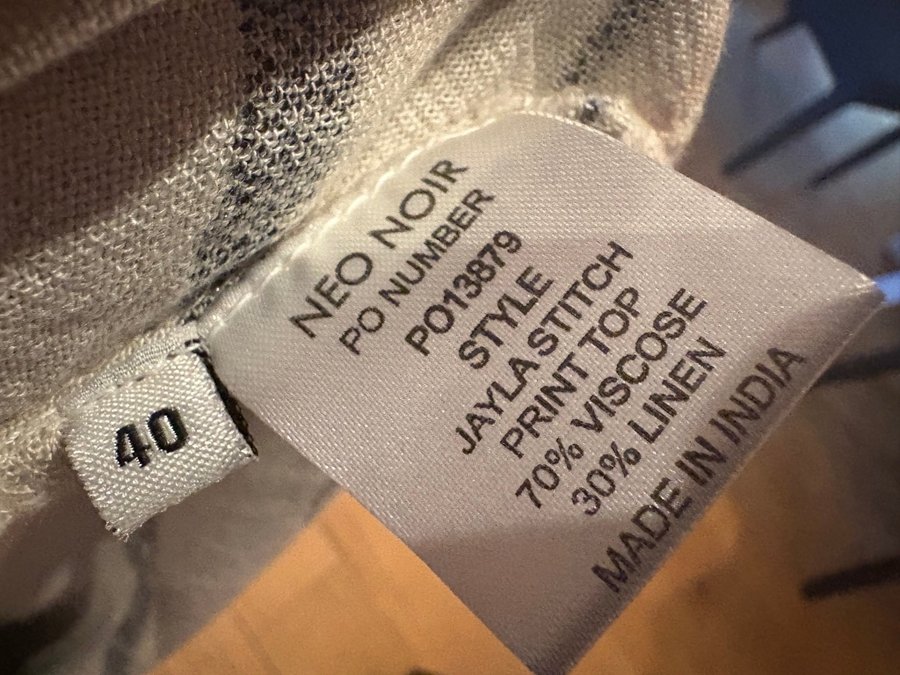 NEO NOIR
PO NUMBER
PO13879
STYLE
JAYLA STITCH
PRINT TOP
70% VISCOSE
30% LINEN
MADE IN INDIA
40